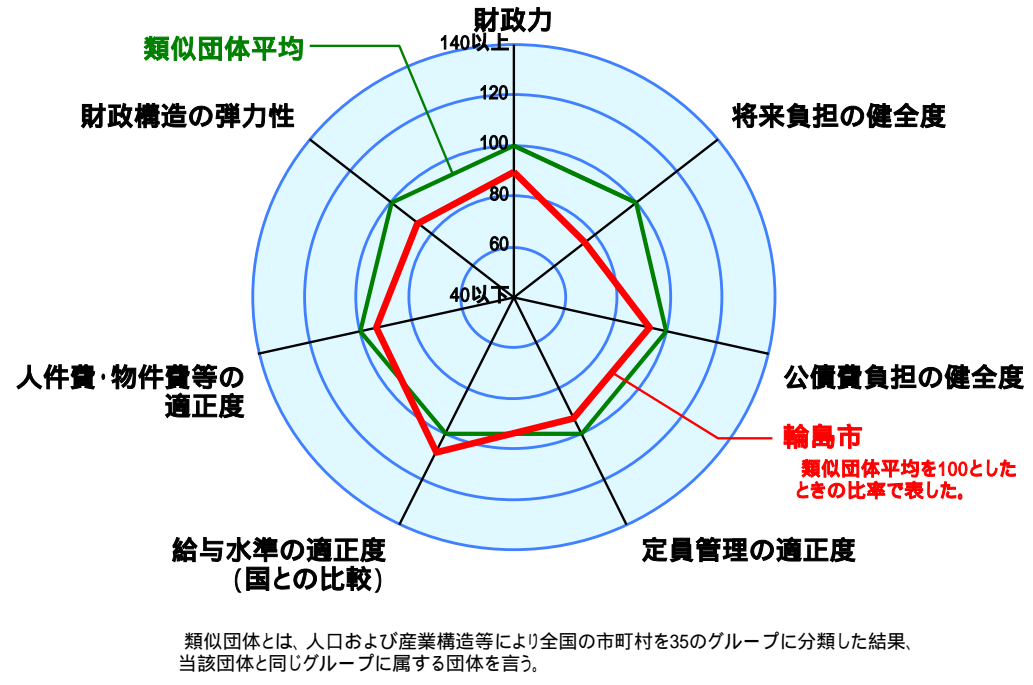 財政力
140以上
類似団体平均
120
財政構造の弾力性
将来負担の健全度
100
80
60
40以下
人件費・物件費等の
適正度
公債費負担の健全度
輪島市
類似団体平均を100とした
ときの比率で表した。
給与水準の適正度
(国との比較)
定員管理の適正度
類似団体とは、人口および産業構造等により全国の市町村を35のグループに分類した結果、
当該団体と同じグループに属する団体を言う。